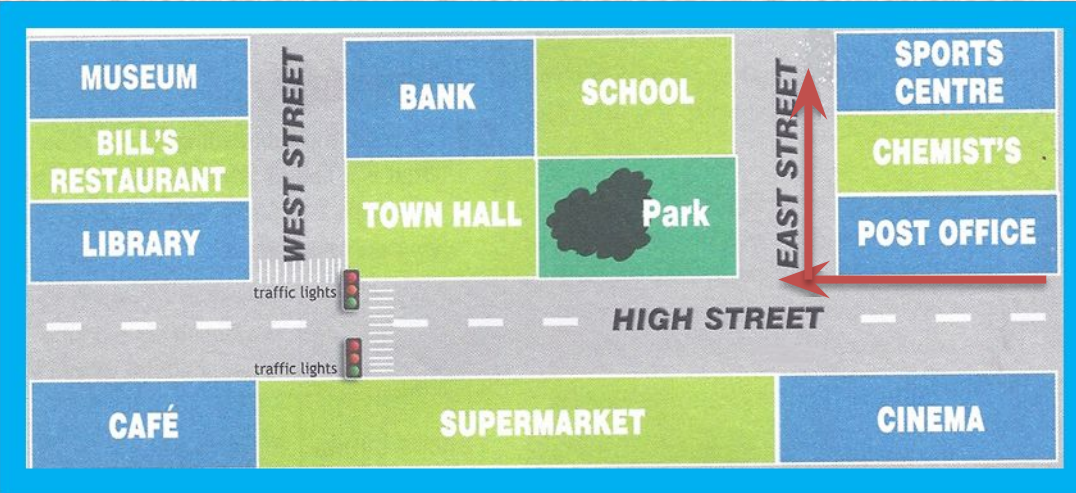 MUSEUM
BILL'S
RESTAURANT
LIBRARY
WEST STREET
BANK
SCHOOL
TOWN HALL
Park
EAST STREET
SPORTS
CENTRE
CHEMIST'S
POST OFFICE
traffic lights
HIGH STREET
traffic lights
CAFÉ
SUPERMARKET
CINEMA